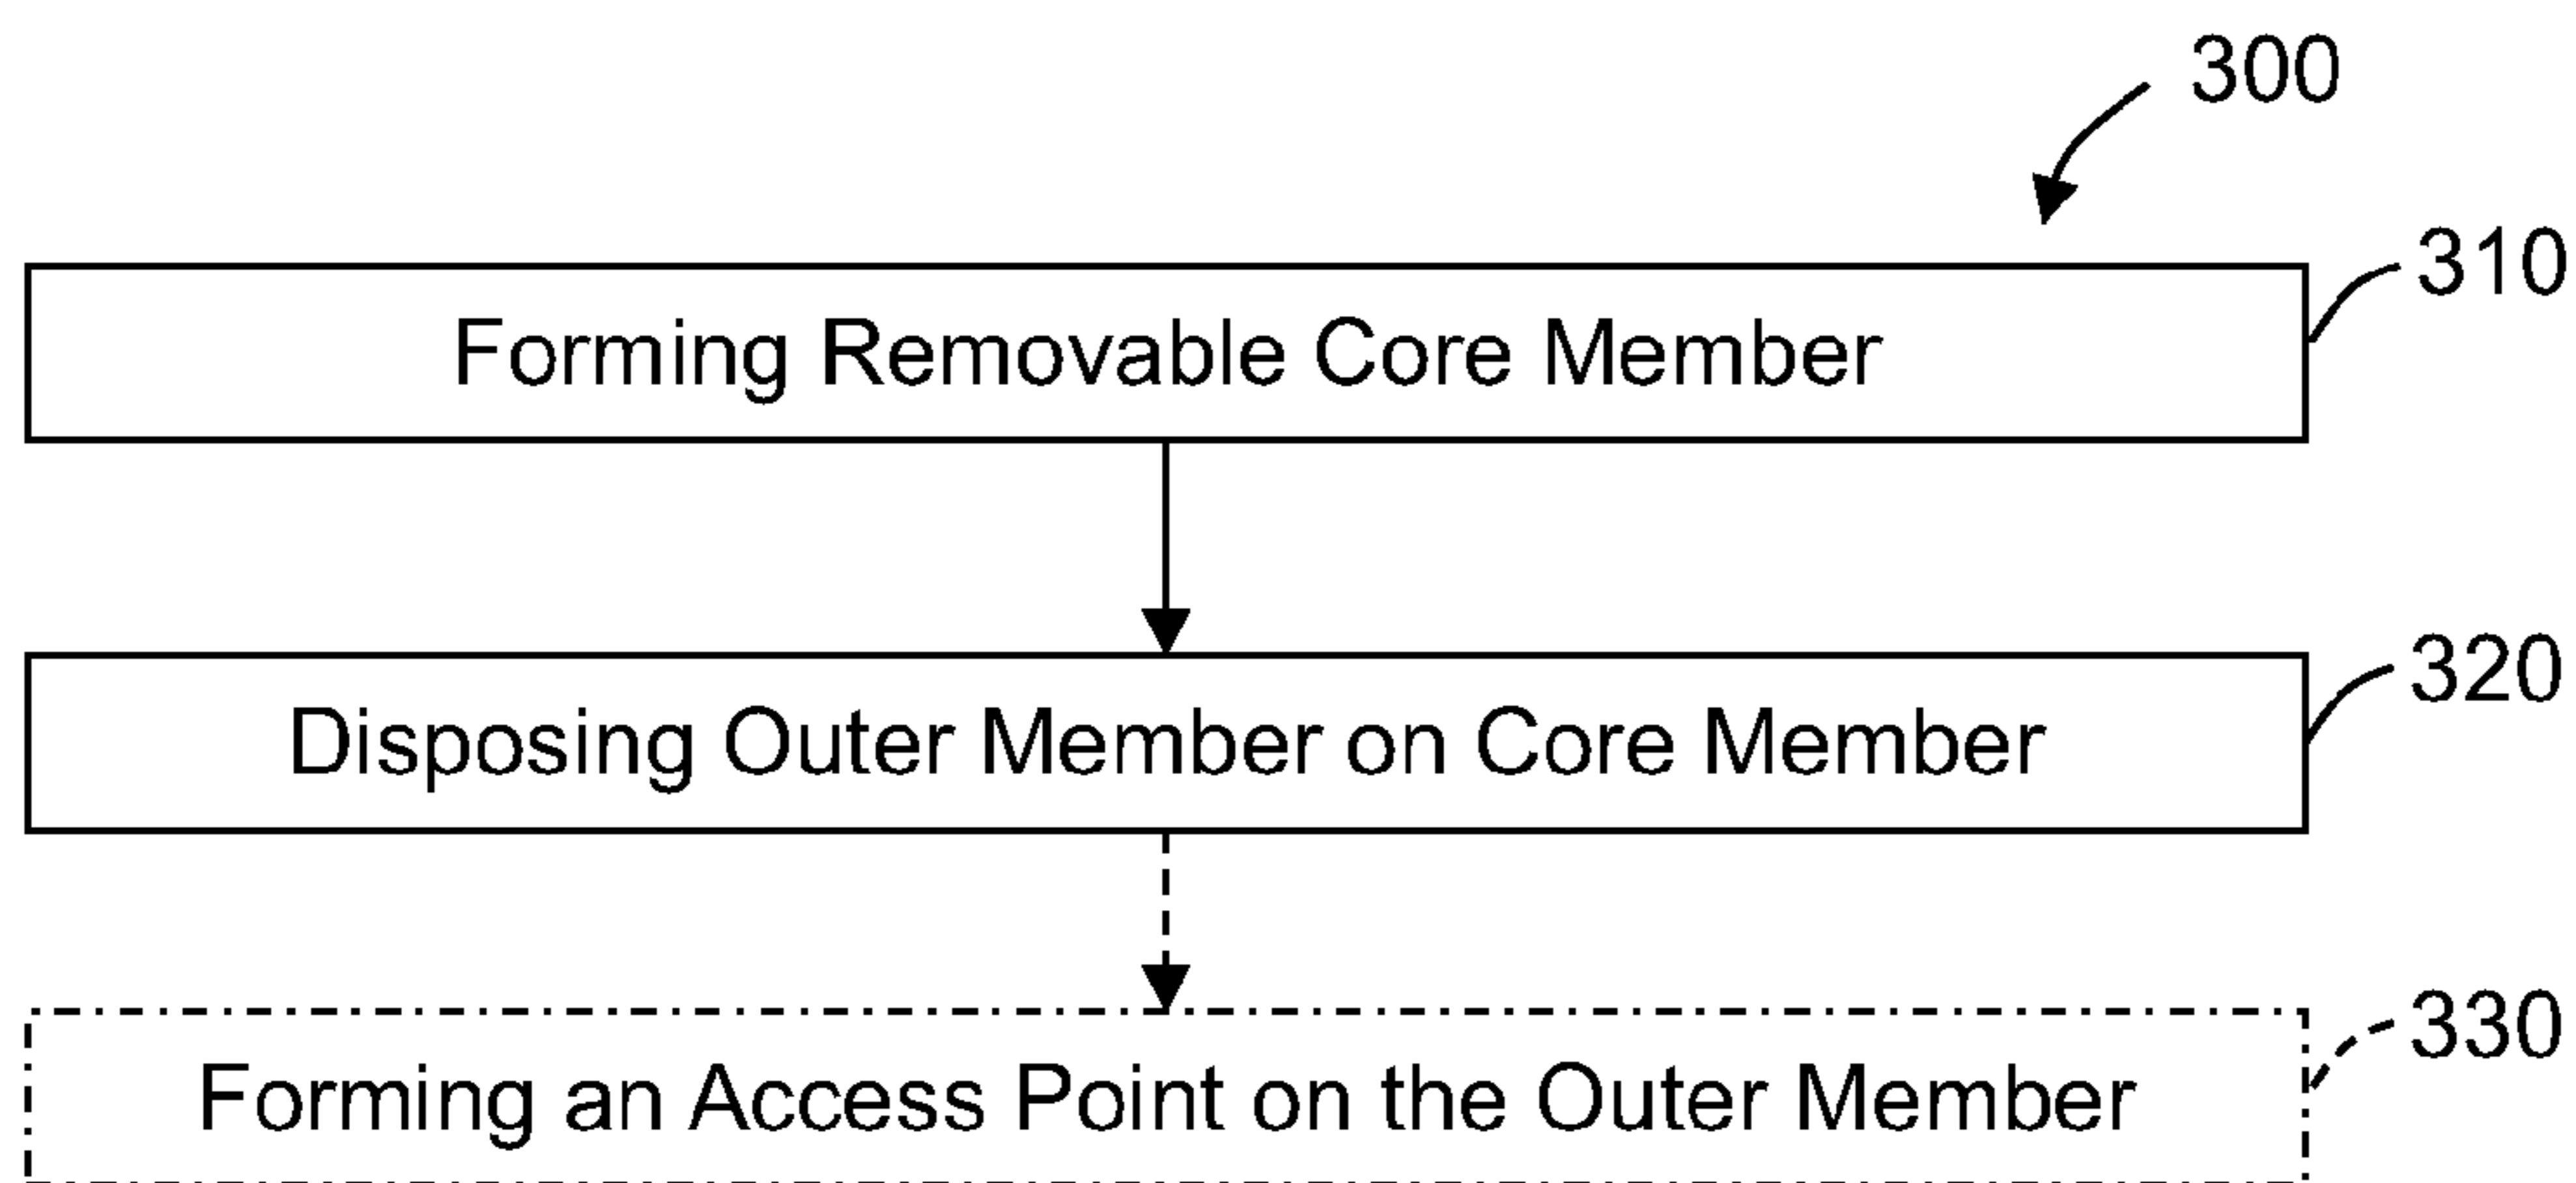 300
310
Forming Removable Core Member
320
Disposing Outer Member on Core Member
330
Forming an Access Point on the Outer Member